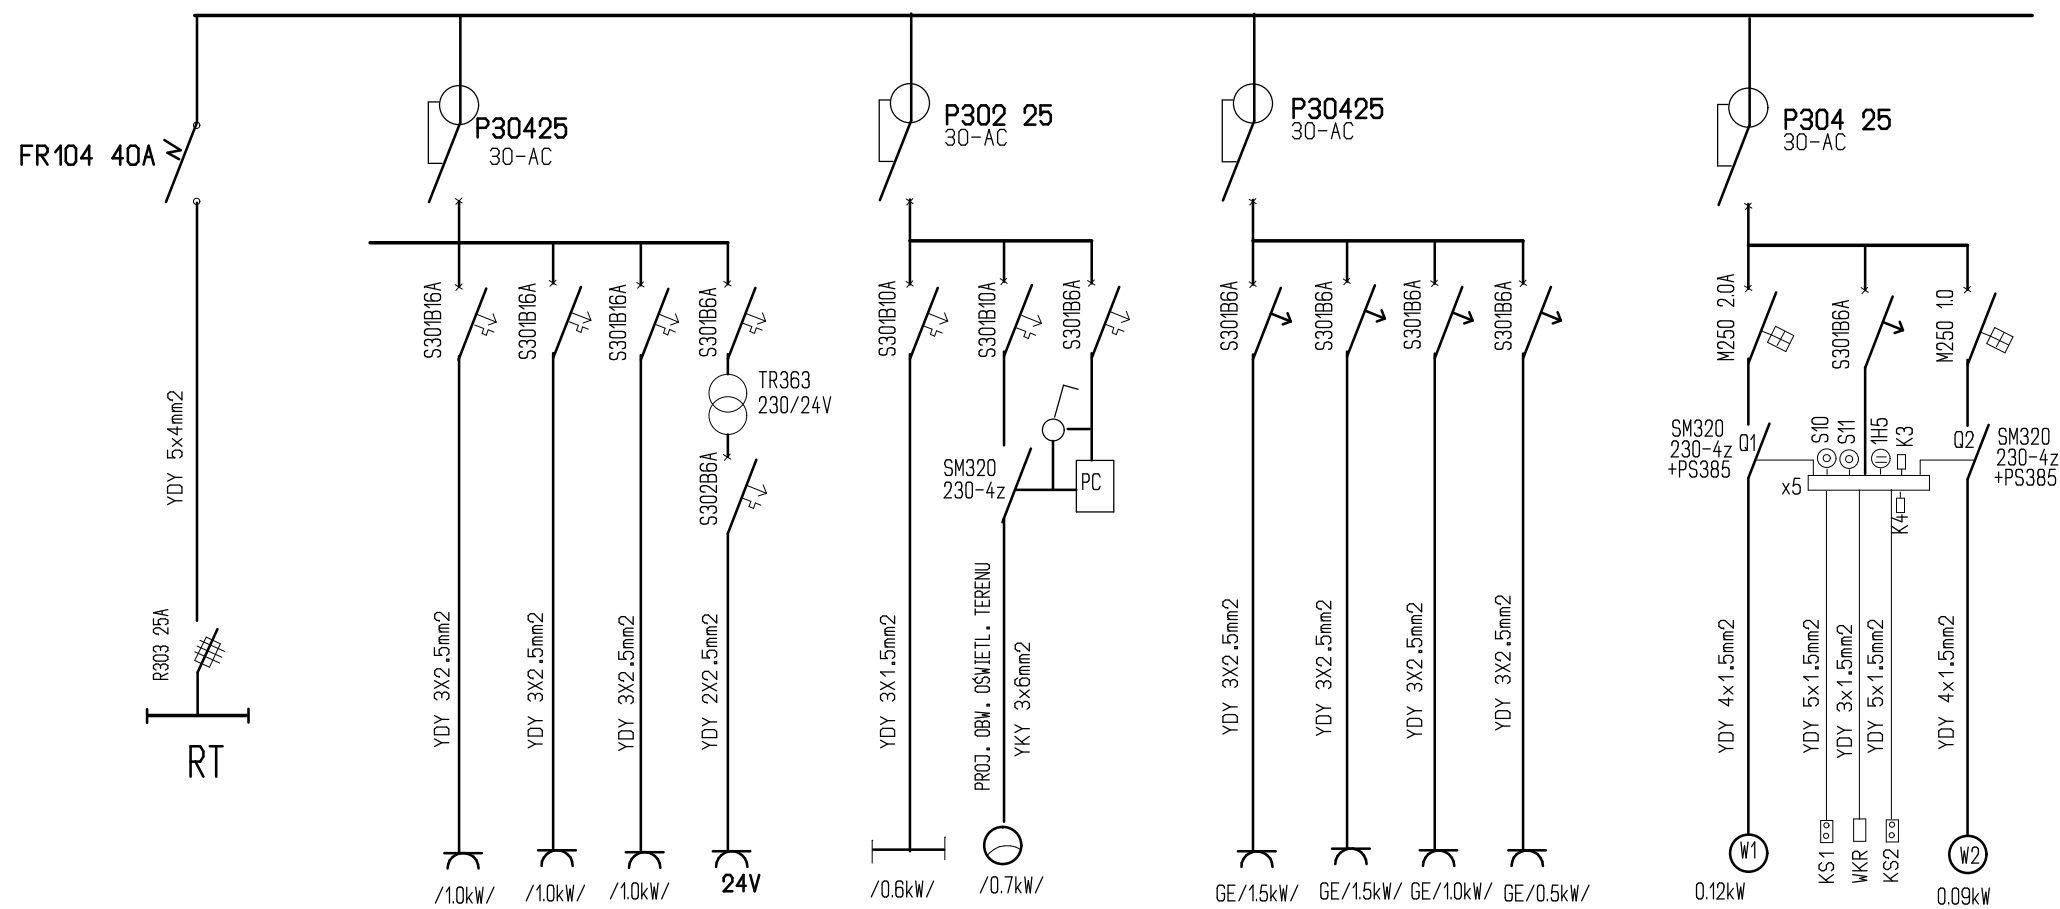 FR104 40A
YDY 5x4mm2
R303 25A
RT
P30425
30-AC
S301B16A
S301B16A
S301B16A
S301B6A
TR363
230/24V
S302B6A
YDY 3X2.5mm2
YDY 3X2.5mm2
YDY 3X2.5mm2
YDY 2X2.5mm2
/1.0kW/
/1.0kW/
/1.0kW/
24V
P302 25
30-AC
S301B10A
S301B10A
S301B6A
SM320
230-4z
PC
YDY 3X1.5mm2
PROJ. OBW. OSWIETL. TERENU
YKY 3x6mm2
/0.6kW/
/0.7kW/
P30425
30-AC
S301B6A
S301B6A
S301B6A
S301B6A
YDY 3X2.5mm2
YDY 3X2.5mm2
YDY 3X2.5mm2
YDY 3X2.5mm2
GE/1.5kW/
GE/1.5kW/
GE/1.0kW/
GE/0.5kW/
P304 25
30-AC
M250 2.0A
S301B6A
M250 1.0
SM320
230-4z
+PS385
Q1
S10
S11
1H5
K3
Q2
SM320
230-4z
+PS385
x5
K4
YDY 4x1.5mm2
YDY 5x1.5mm2
YDY 3x1.5mm2
YDY 5x1.5mm2
YDY 4x1.5mm2
W1
KS1
WKR
KS2
W2
0.12kW
0.09kW